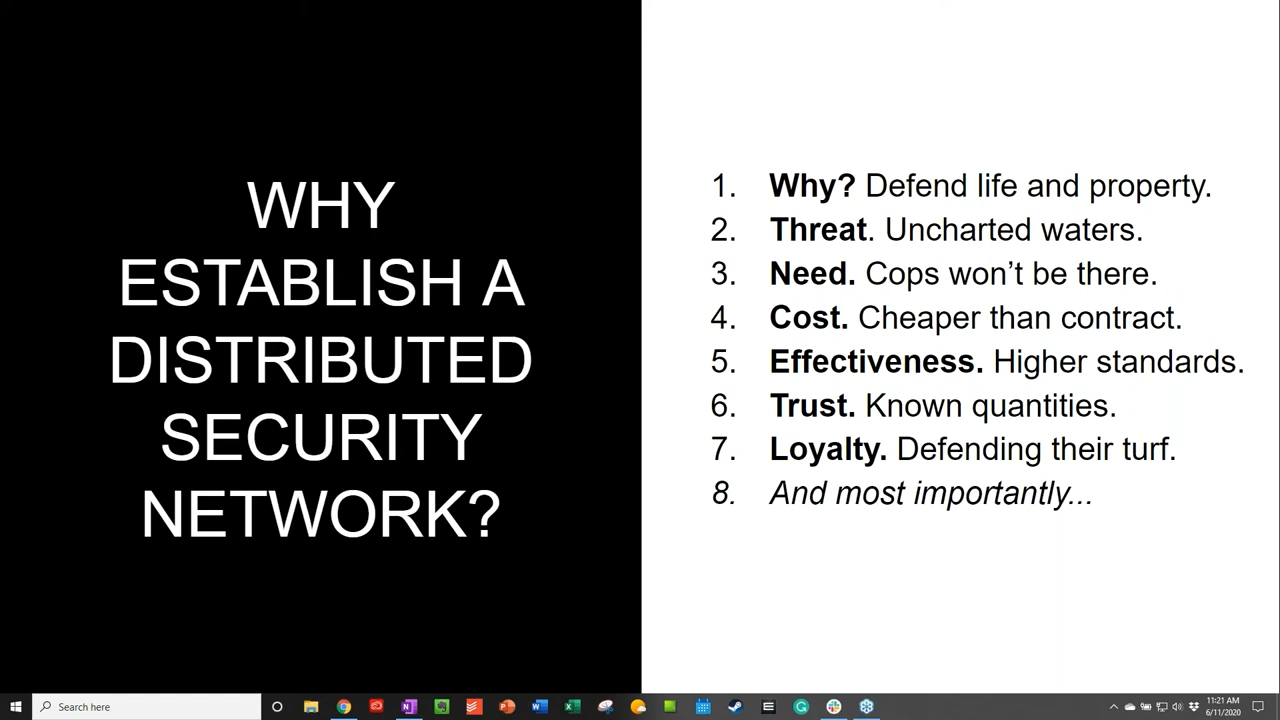 WHY
ESTABLISH A
DISTRIBUTED
SECURITY
NETWORK?
1. Why? Defend life and property.
2. Threat. Uncharted waters.
3. Need. Cops won’t be there.
4. Cost. Cheaper than contract.
5. Effectiveness. Higher standards.
6. Trust. Known quantities.
7. Loyalty. Defending their turf.
8. And most importantly...
Search here
11:21 AM
6/11/2020